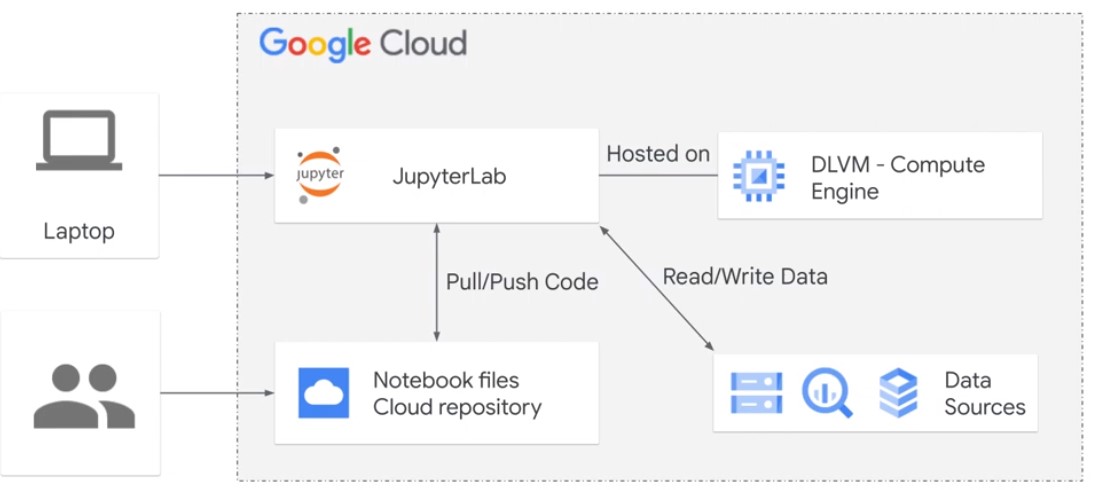 Google Cloud
Laptop
jupyter
JupyterLab
Hosted on
DLVM - Compute
Engine
Pull/Push Code
Read/Write Data
Notebook files
Cloud repository
Data
Sources